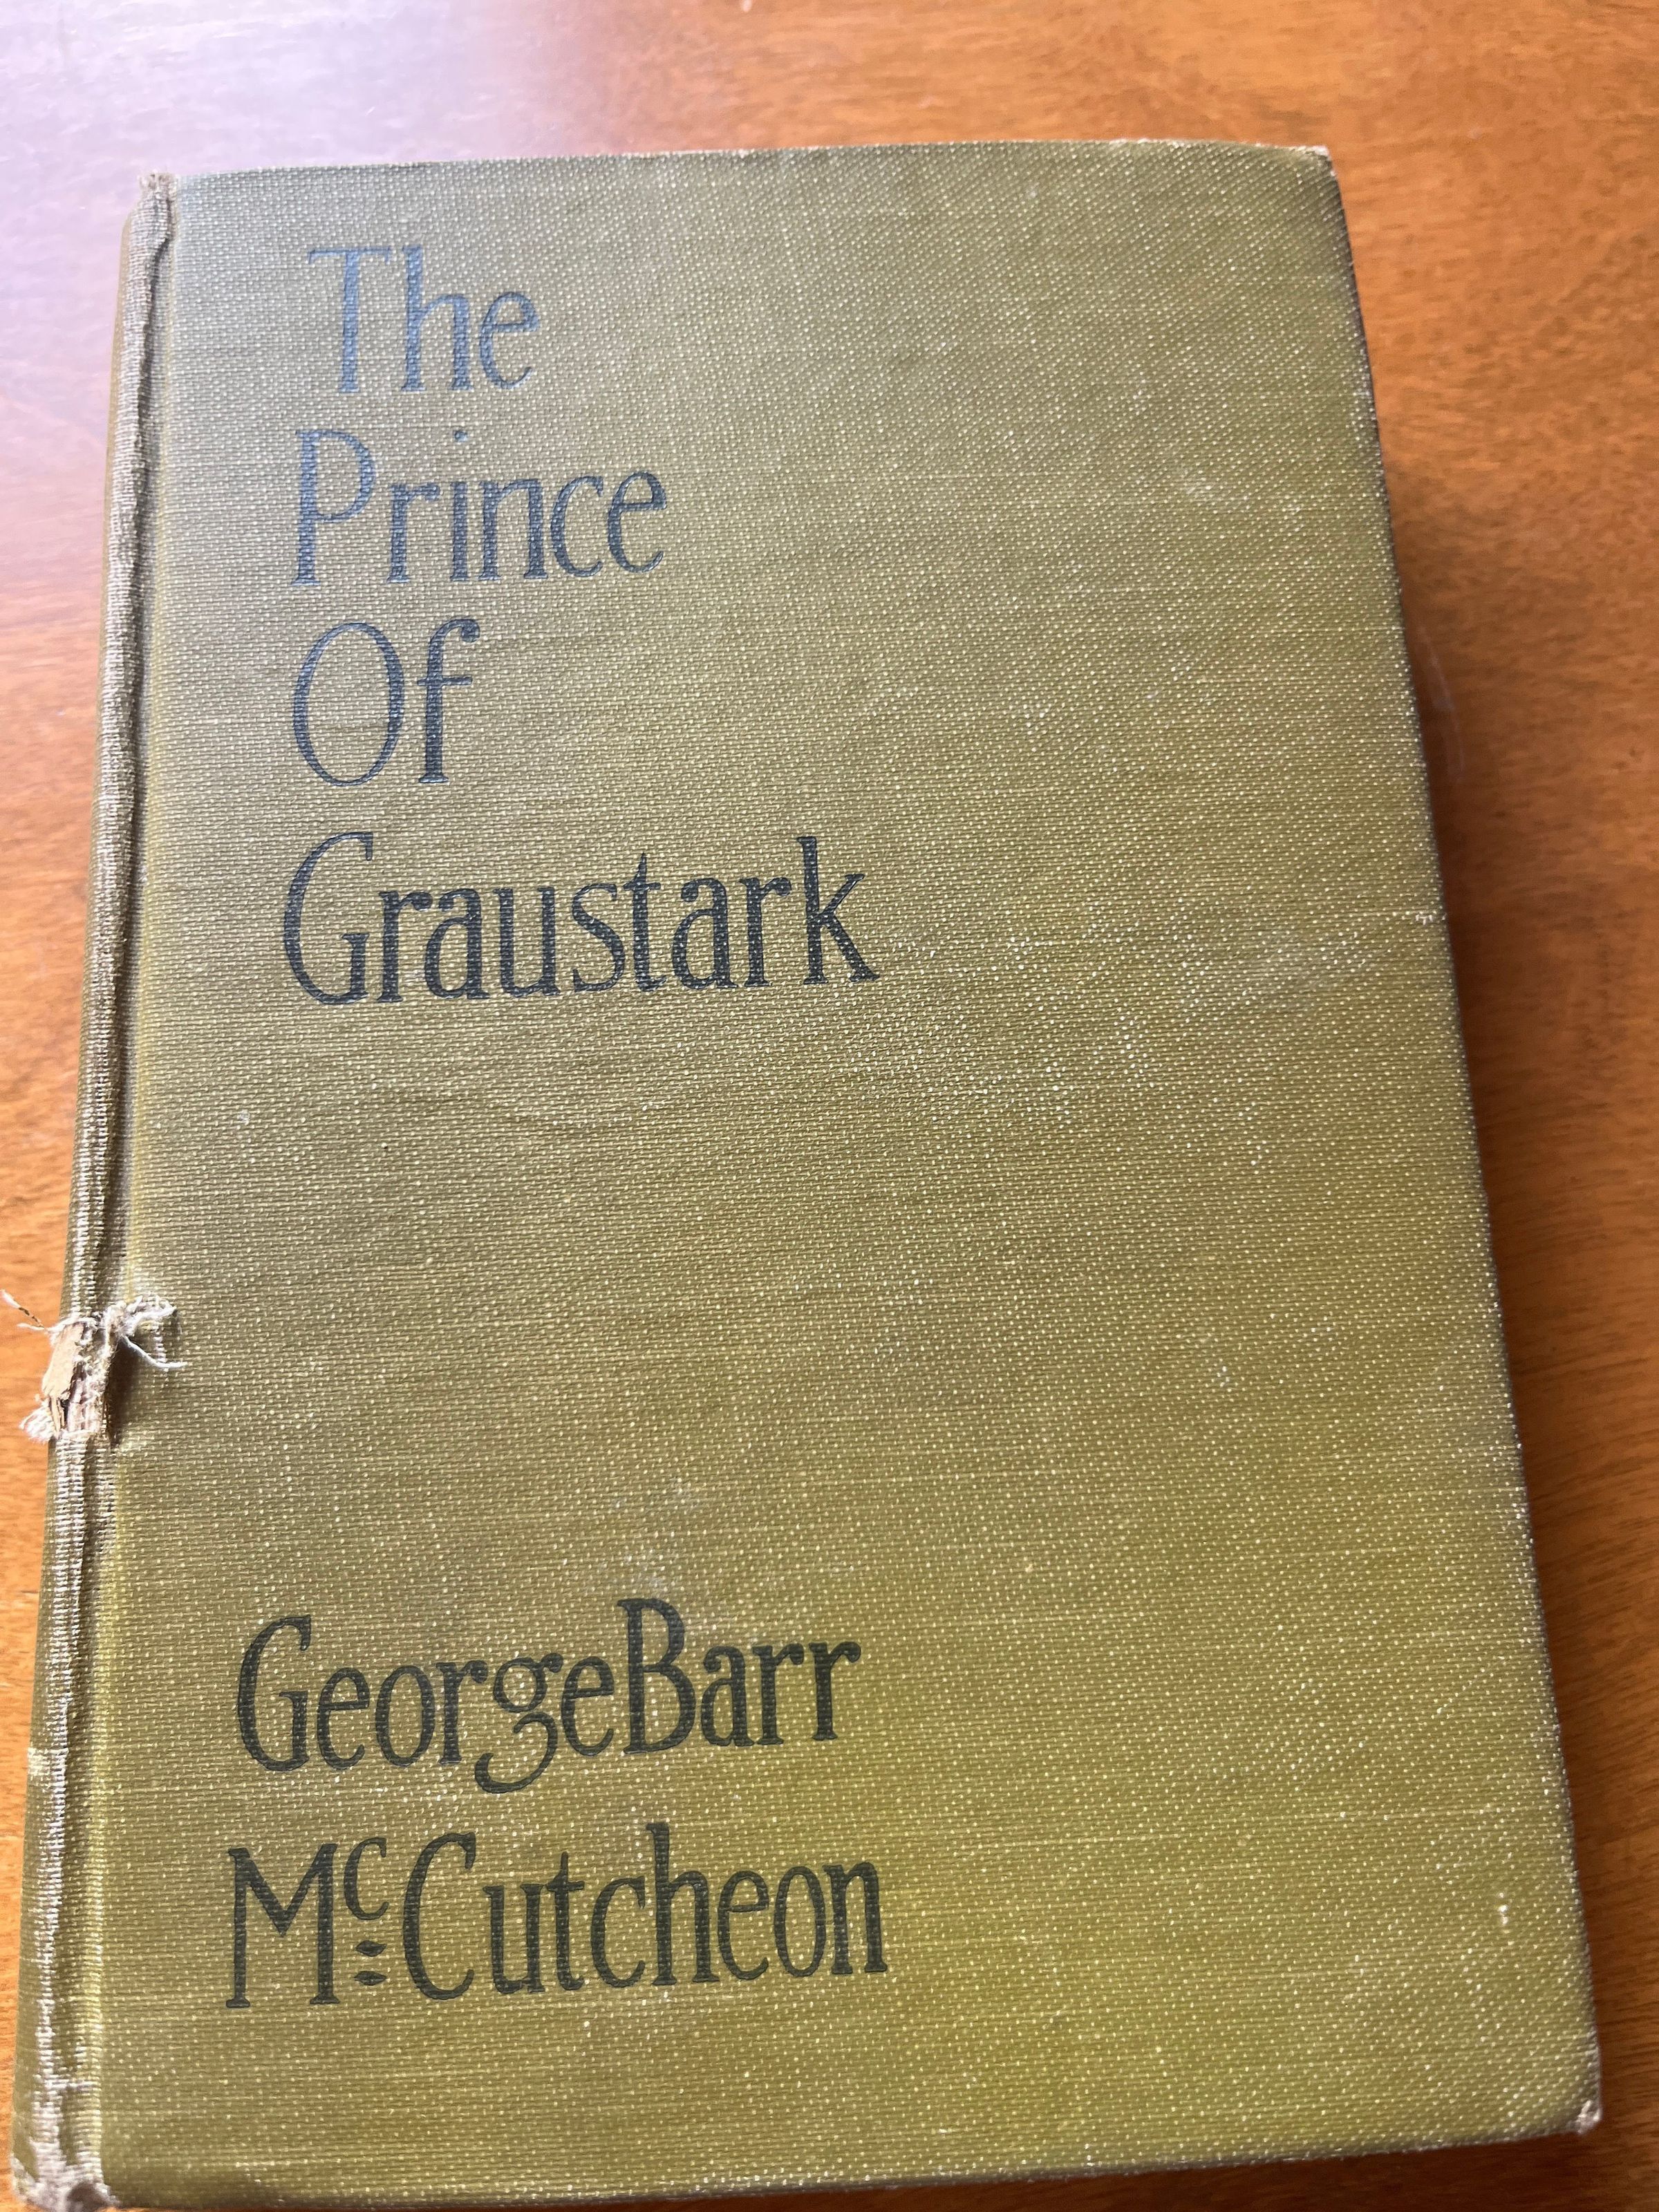 The
Prince
Of
Graustark
George Barr
McCutcheon